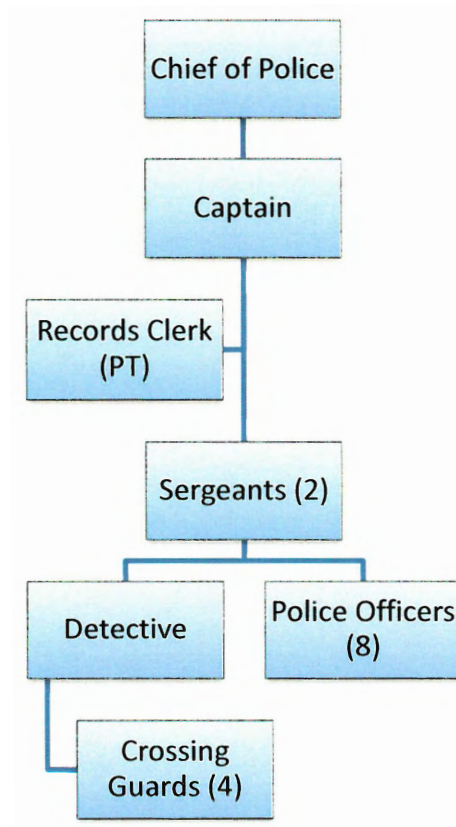 Chief of Police
Captain
Records Clerk
(PT)
Sergeants (2)
Detective
Police Officers
(8)
Crossing
Guards (4)